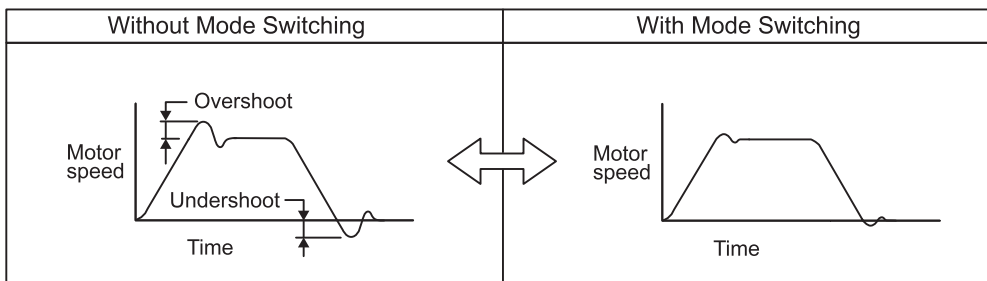 Without Mode Switching
With Mode Switching
Overshoot
Motor
speed
Undershoot
Time
Motor
speed
Time